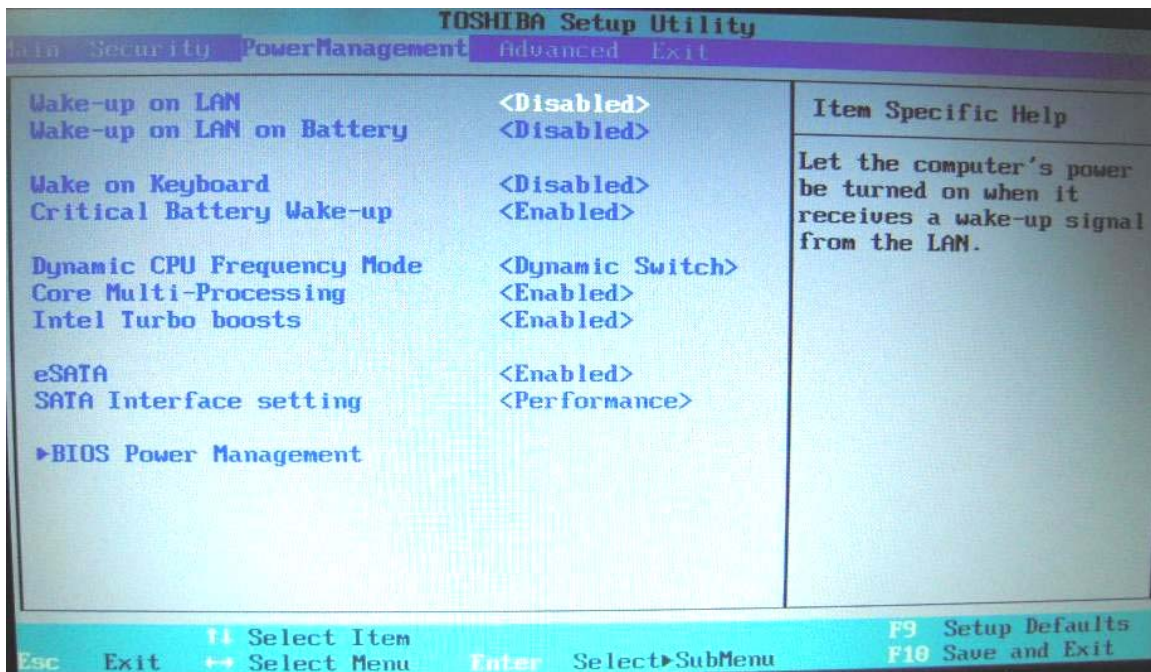 TOSHIBA Setup Utility
Main Security PowerManagement Advanced Exit
Wake-up on LAN <Disabled>
Wake-up on LAN on Battery <Disabled>
Wake on Keyboard <Disabled>
Critical Battery Wake-up <Enabled>
Dynamic CPU Frequency Mode <Dynamic Switch>
Core Multi-Processing <Enabled>
Intel Turbo boosts <Enabled>
eSATA <Enabled>
SATA Interface setting <Performance>
▶BIOS Power Management
Item Specific Help
Let the computer's power
be turned on when it
receives a wake-up signal
from the LAN.
↑↓ Select Item F9 Setup Defaults
Esc Exit ↔ Select Menu Enter Select▶SubMenu F10 Save and Exit